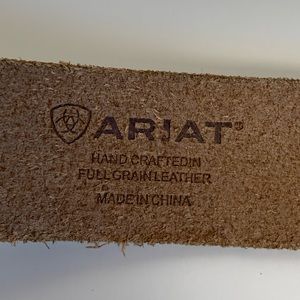 ARIAT®
HAND CRAFTED IN
FULL GRAIN LEATHER
MADE IN CHINA